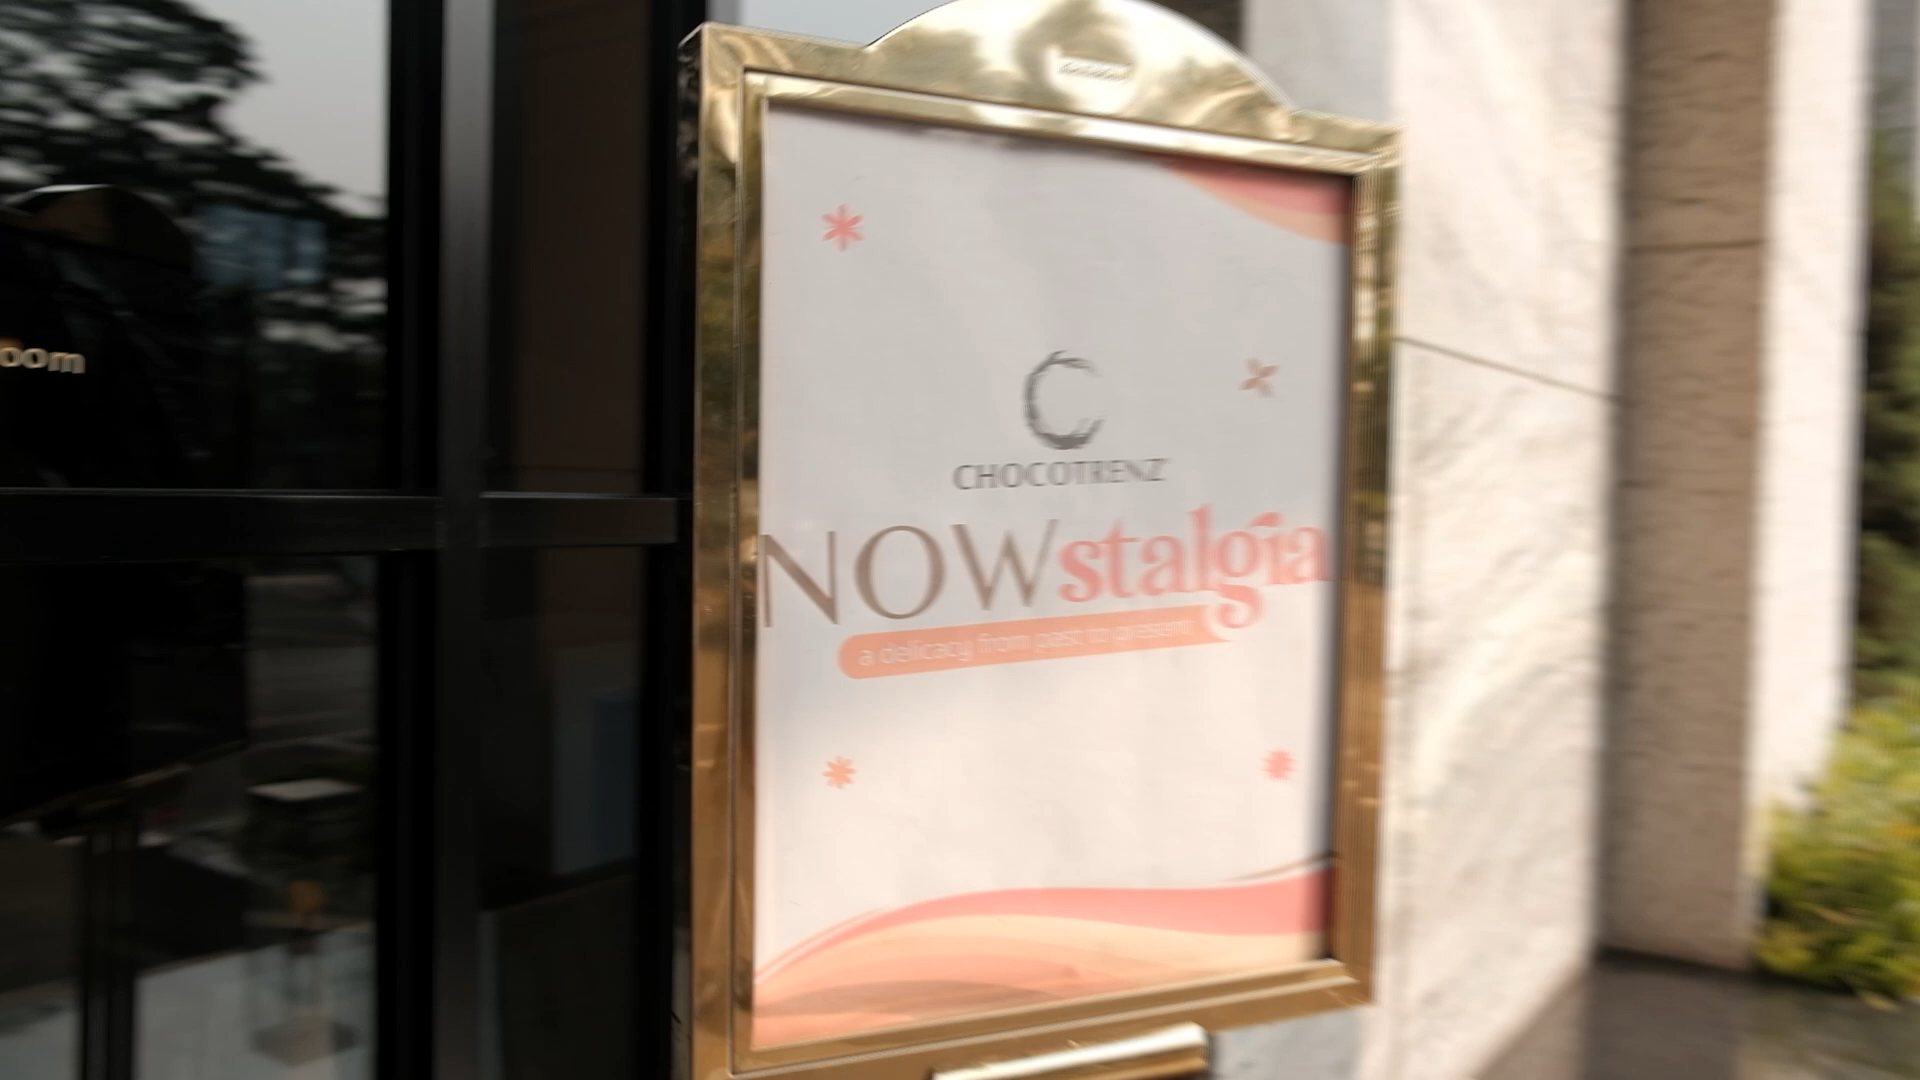 oom
C
CHOCOTRENZ
NOWstalgia
a delicacy from past to present